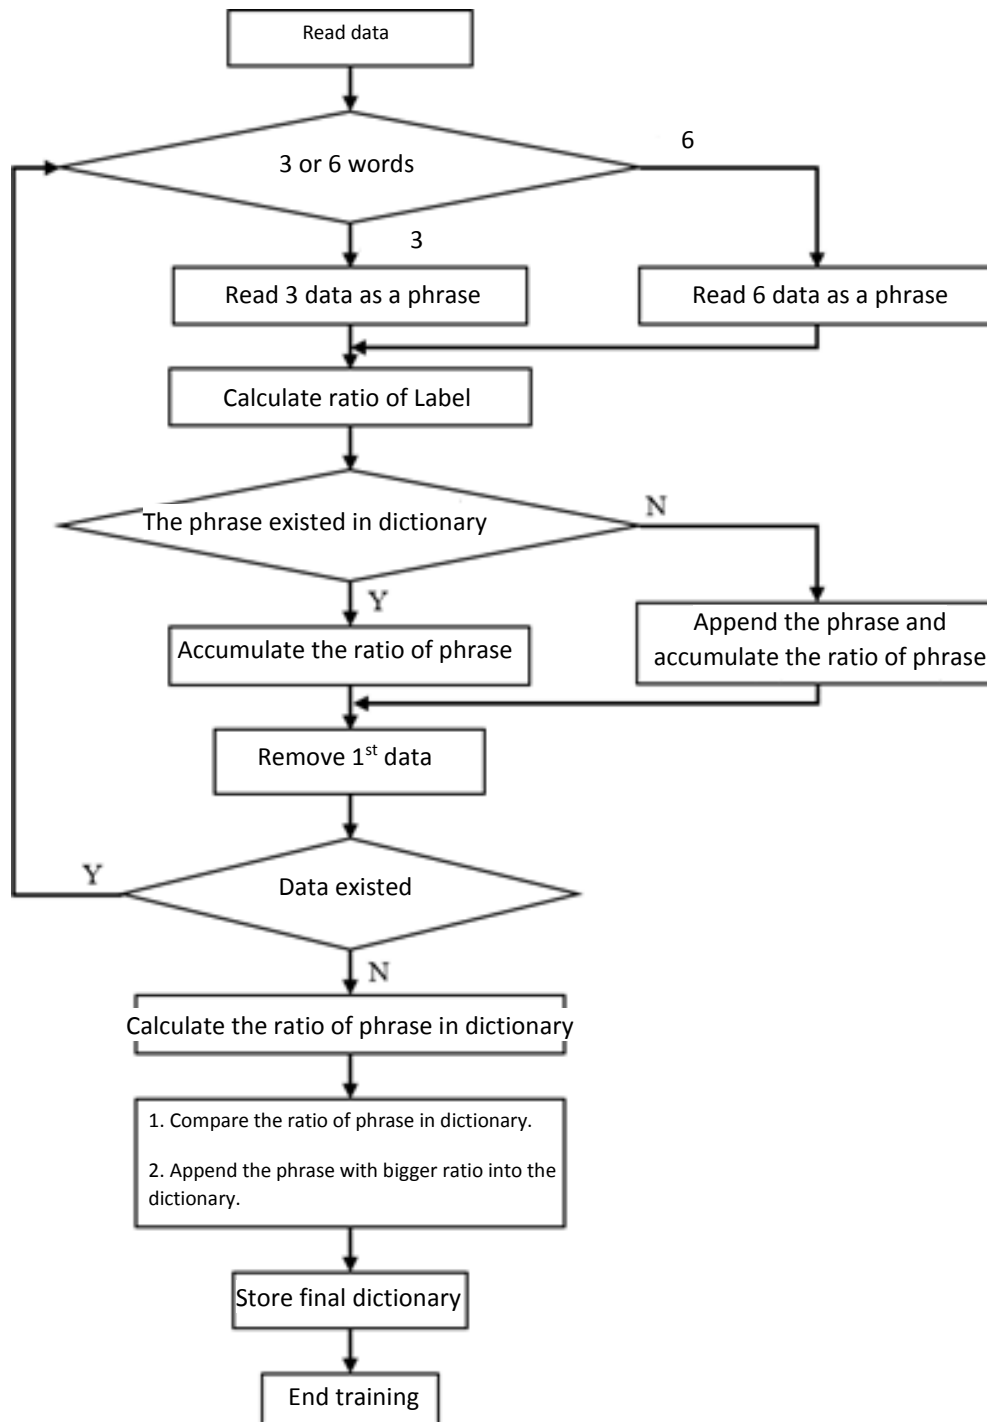 Read data
3 or 6 words
6
3
Read 3 data as a phrase
Read 6 data as a phrase
Calculate ratio of Label
The phrase existed in dictionary
N
Y
Accumulate the ratio of phrase
Append the phrase and
accumulate the ratio of phrase
Remove 1st data
Data existed
Y
N
Calculate the ratio of phrase in dictionary
1. Compare the ratio of phrase in dictionary.
2. Append the phrase with bigger ratio into the
dictionary.
Store final dictionary
End training